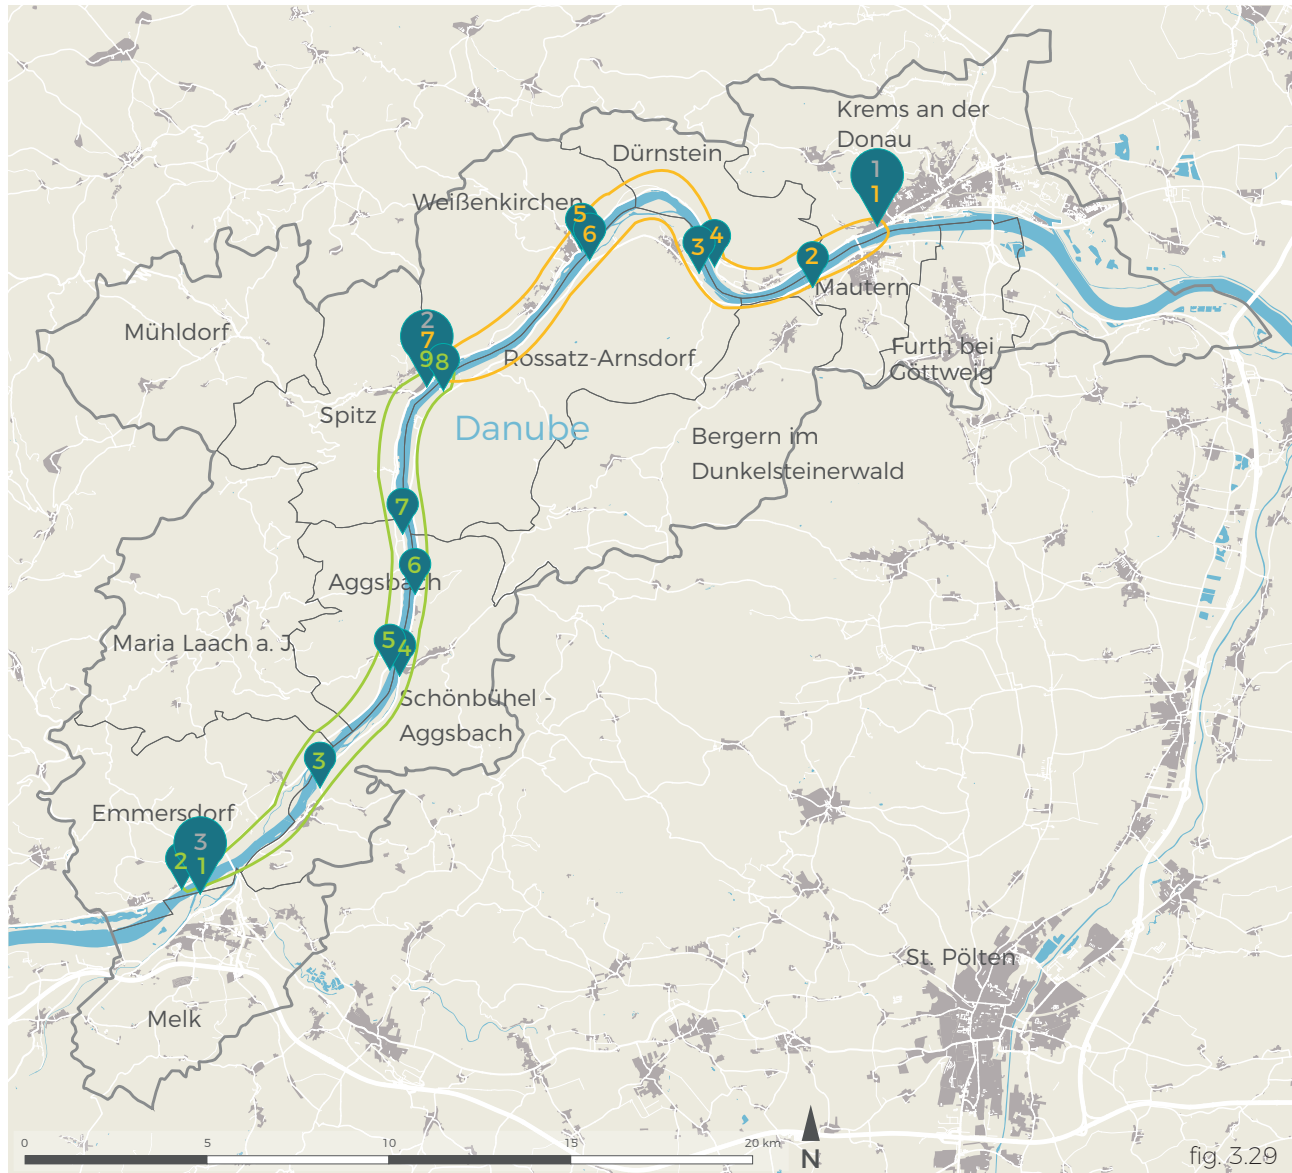 Krems an der
Donau
Dürnstein
1
1
Weißenkirchen
5
6
4
3
2
Mautern
Mühldorf
2
7
9
8
Rossatz-Arnsdorf
Furth bei
Göttweig
Spitz
Danube
Bergern im
Dunkelsteinerwald
7
6
Aggsbach
Maria Laach a. J.
5
4
Schönbühel -
Aggsbach
3
Emmersdorf
3
2
1
St. Pölten
Melk
0
5
10
15
20 km
N
fig. 3.29